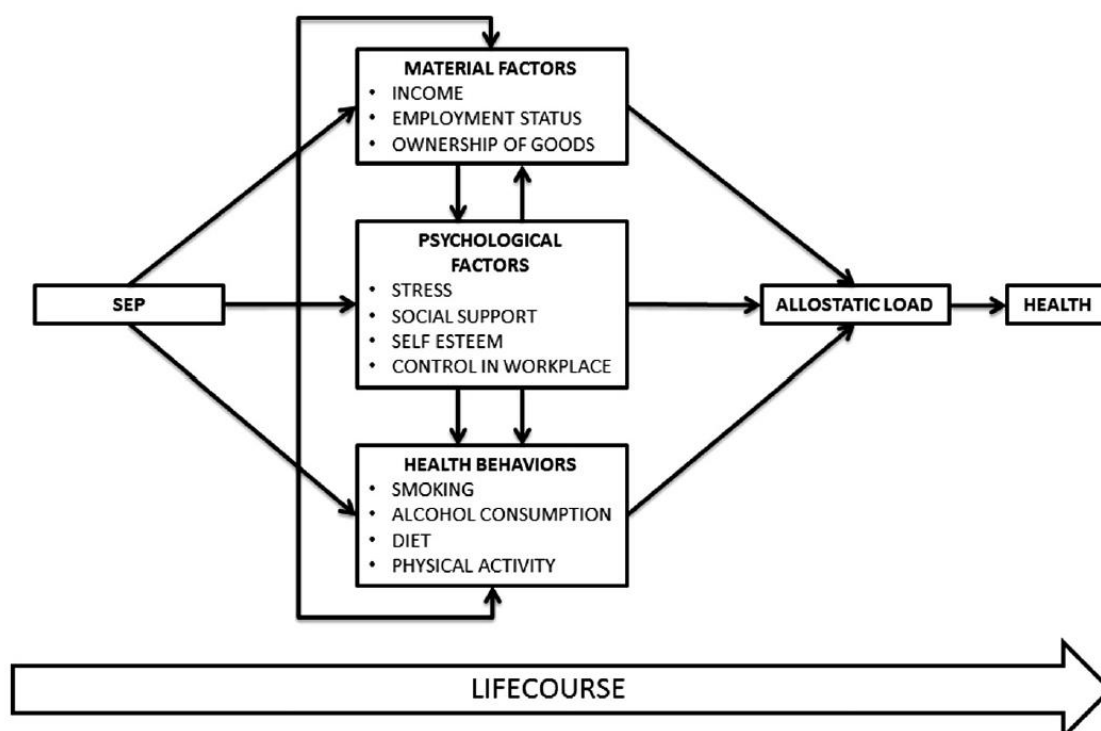 MATERIAL FACTORS
• INCOME
• EMPLOYMENT STATUS
• OWNERSHIP OF GOODS
PSYCHOLOGICAL
FACTORS
• STRESS
• SOCIAL SUPPORT
• SELF ESTEEM
• CONTROL IN WORKPLACE
SEP
ALLOSTATIC LOAD
HEALTH
HEALTH BEHAVIORS
• SMOKING
• ALCOHOL CONSUMPTION
• DIET
• PHYSICAL ACTIVITY
LIFECOURSE